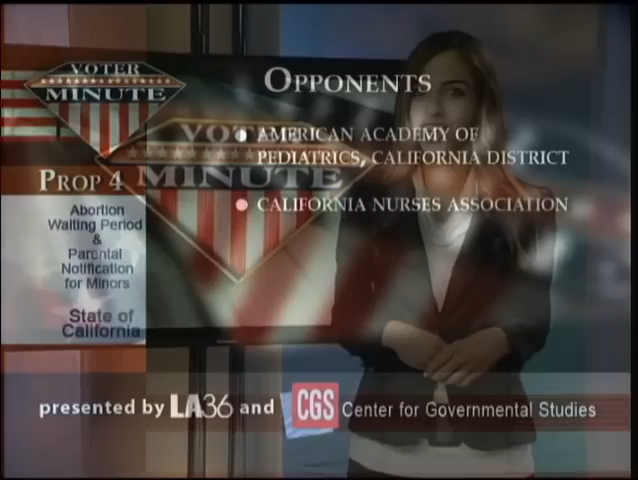 VOTER
MINUTE
OPPONENTS
VOTER
MINUTE
AMERICAN ACADEMY OF
PEDIATRICS, CALIFORNIA DISTRICT
CALIFORNIA NURSES ASSOCIATION
PROP 4
Abortion
Waiting Period
&
Parental
Notification
for Minors
State of
California
presented by LA36 and CGS Center for Governmental Studies